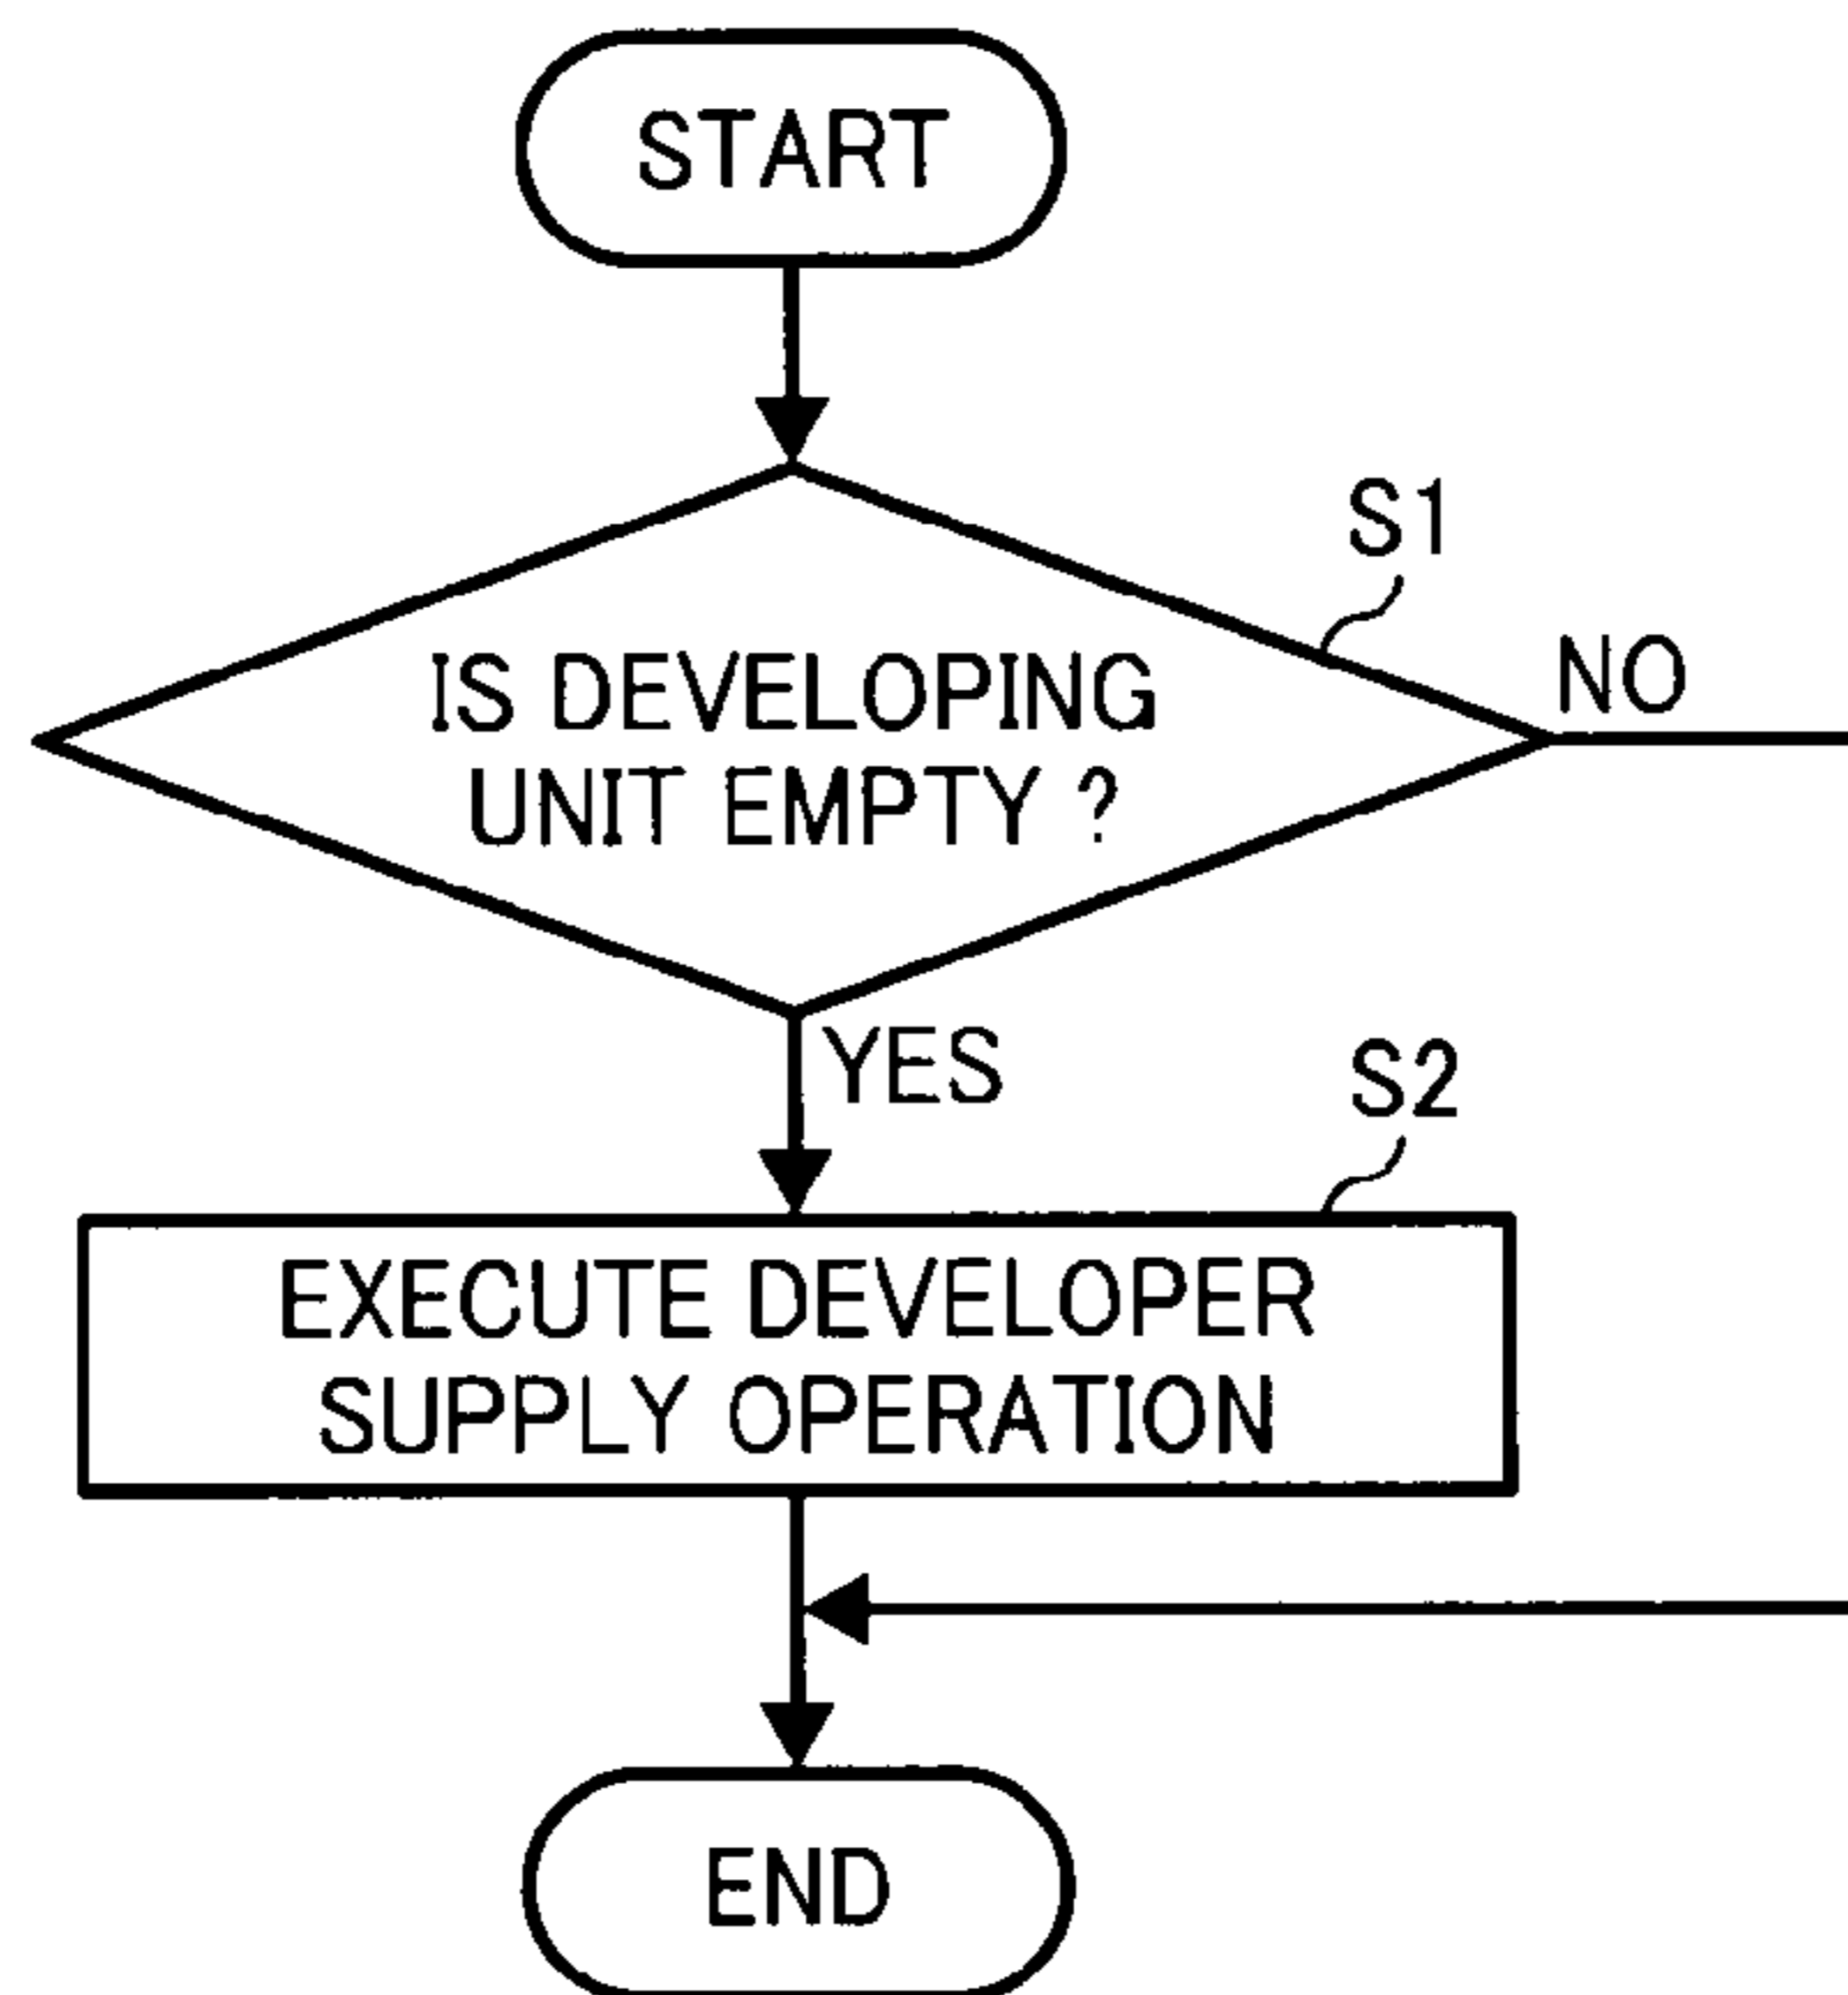 START
S1
IS DEVELOPING
UNIT EMPTY ?
NO
YES
S2
EXECUTE DEVELOPER
SUPPLY OPERATION
END